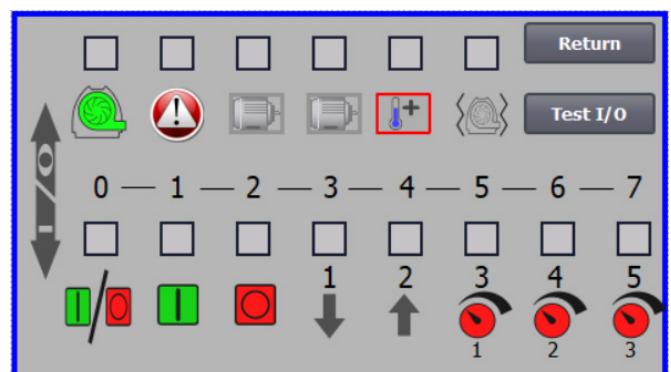 Return
Test I/O
I/O
0 — 1 — 2 — 3 — 4 — 5 — 6 — 7
1 2 3 4 5
1 2 3